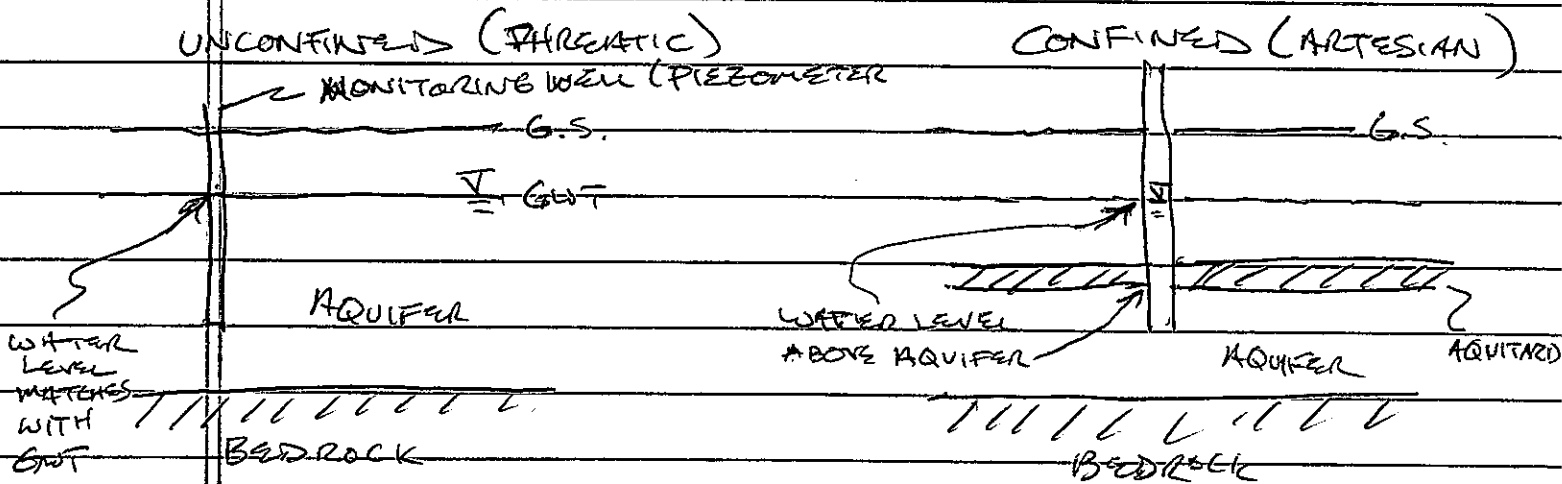 UNCONFINED (PHREATIC)
MONITORING WELL (PIEZOMETER
G.S.
GWT
AQUIFER
WATER
LEVEL
MATCHES
WITH
GWT
BEDROCK
CONFINED (ARTESIAN)
G.S.
WATER LEVEL
ABOVE AQUIFER
AQUIFER
AQUITARD
BEDROCK